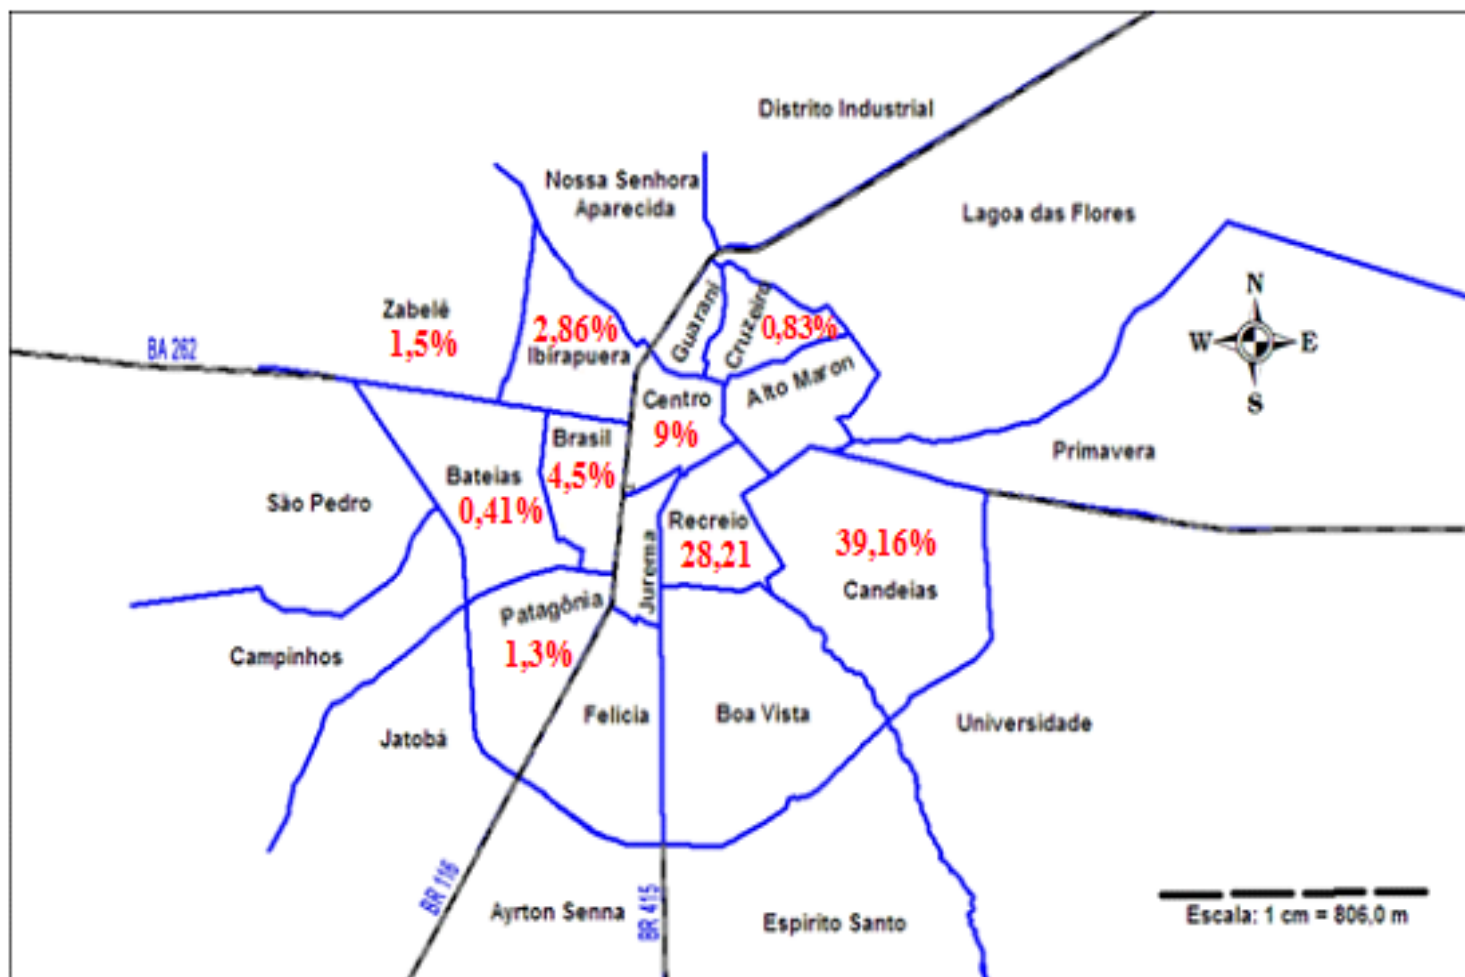 Distrito Industrial
Nossa Senhora
Aparecida
Lagoa das Flores
N
W
E
S
Zabelê
1,5%
BA 262
2,86%
Ibirapuera
Guarani
Cruzeiro
0,83%
Alto Maron
Centro
9%
Brasil
4,5%
Bateias
0,41%
São Pedro
Primavera
Recreio
28,21
Jurema
39,16%
Candeias
Patagônia
1,3%
Campinhos
Jatobá
Felicia
Boa Vista
Universidade
BR 116
Ayrton Senna
BR 415
Espirito Santo
Escala: 1 cm = 806,0 m